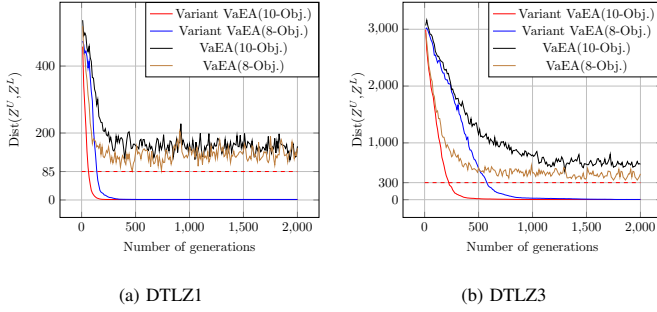 Variant VaEA(10-Obj.)
Variant VaEA(8-Obj.)
VaEA(10-Obj.)
VaEA(8-Obj.)
400
200
85
0
Dist(Z^U, Z^L)
0 500 1,000 1,500 2,000
Number of generations
(a) DTLZ1
Variant VaEA(10-Obj.)
Variant VaEA(8-Obj.)
VaEA(10-Obj.)
VaEA(8-Obj.)
3,000
2,000
1,000
300
0
Dist(Z^U, Z^L)
0 500 1,000 1,500 2,000
Number of generations
(b) DTLZ3